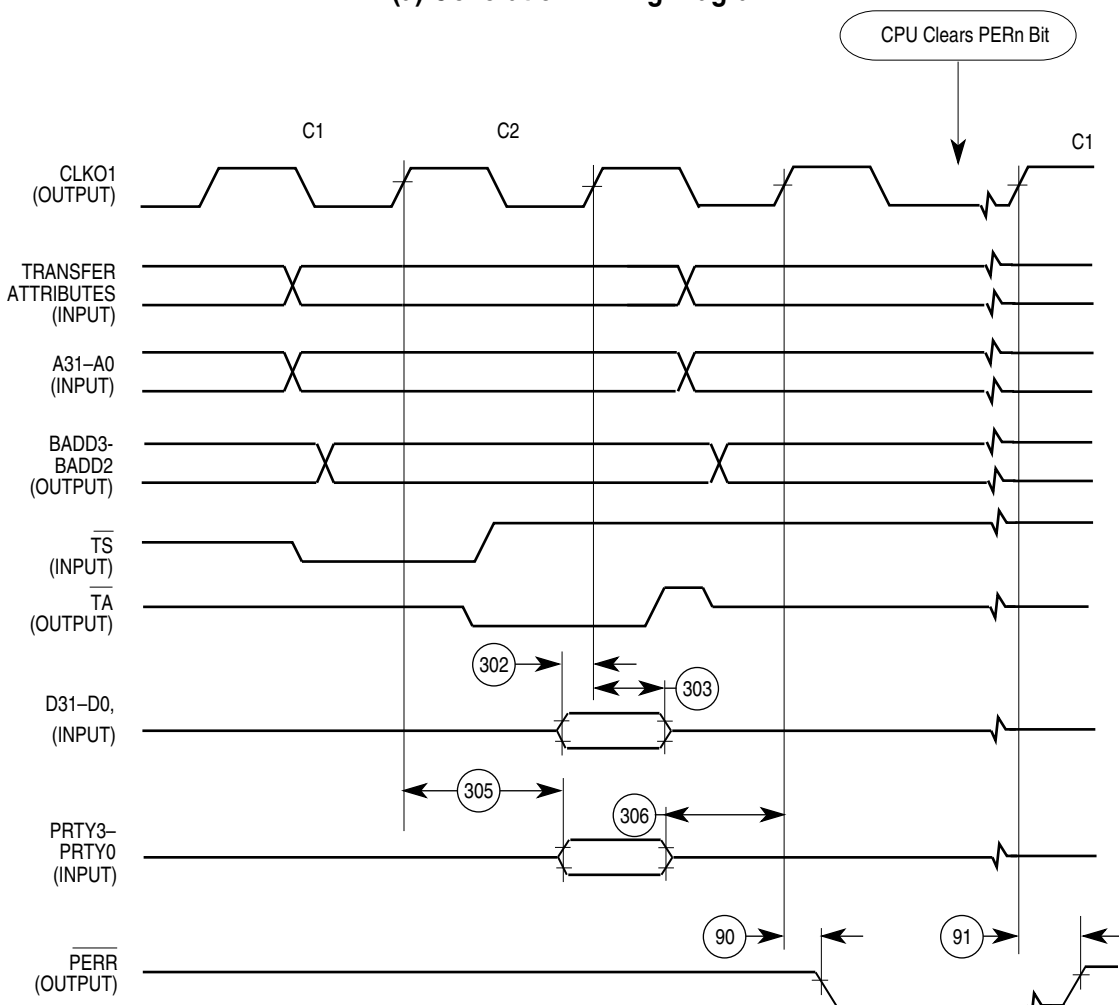 CPU Clears PERn Bit
C1
C2
C1
CLKO1
(OUTPUT)
TRANSFER
ATTRIBUTES
(INPUT)
A31–A0
(INPUT)
BADD3-
BADD2
(OUTPUT)
TS
(INPUT)
TA
(OUTPUT)
302
303
D31–D0,
(INPUT)
305
306
PRTY3–
PRTY0
(INPUT)
90
91
PERR
(OUTPUT)